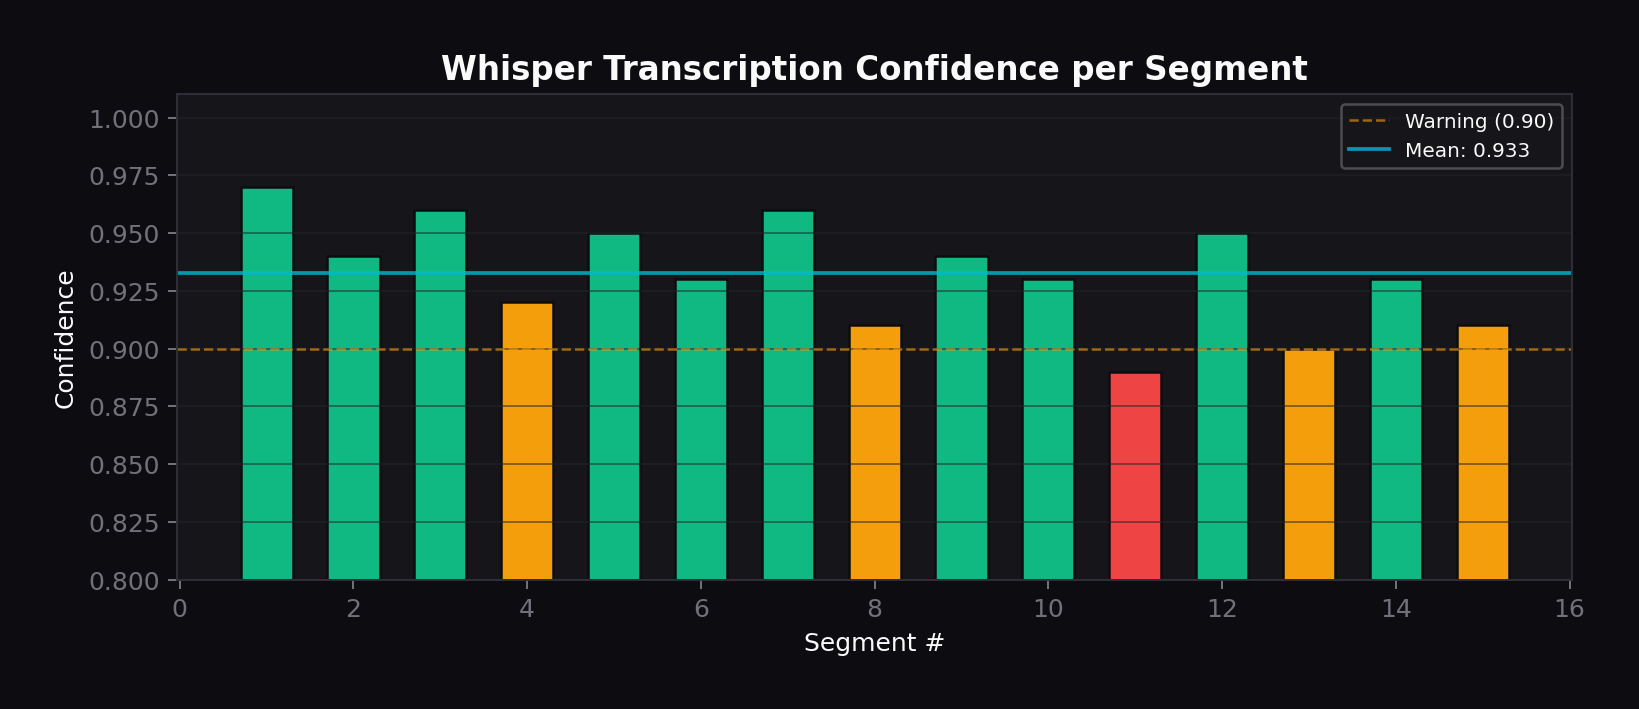 Whisper Transcription Confidence per Segment
Warning (0.90)
Mean: 0.933
Confidence
1.000
0.975
0.950
0.925
0.900
0.875
0.850
0.825
0.800
0 2 4 6 8 10 12 14 16
Segment #